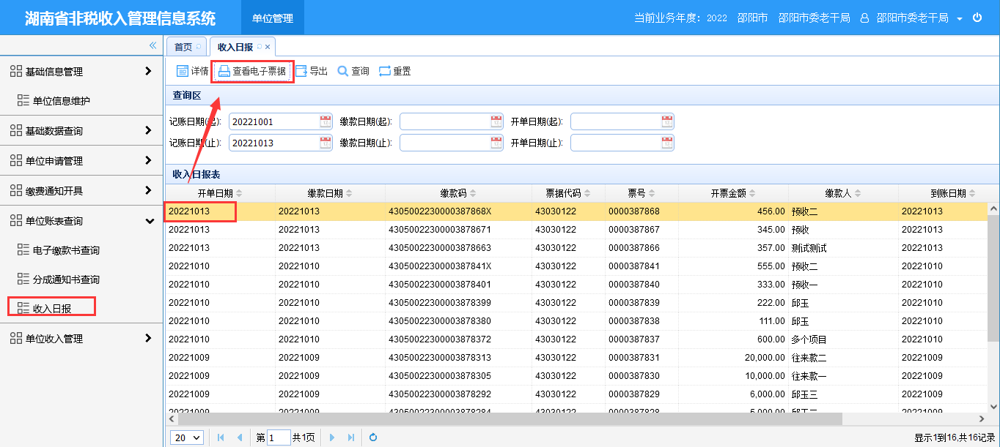 湖南省非税收入管理信息系统 单位管理 当前业务年度：2022 邵阳市 邵阳市委老干局 邵阳市委老干局
首页 收入日报
基础信息管理
单位信息维护
基础数据查询
单位申请管理
缴费通知开具
单位账表查询
电子缴款书查询
分成通知书查询
收入日报
单位收入管理
详情 查看电子票据 导出 查询 重置
查询区
记账日期(起): 20221001 缴款日期(起): 开单日期(起):
记账日期(止): 20221013 缴款日期(止): 开单日期(止):
收入日报表
开单日期 缴款日期 缴款码 票据代码 票号 开票金额 缴款人 到账日期
20221013 20221013 4305002230000387868X 43030122 0000387868 456.00 预收二 20221013
20221013 20221013 43050022300003878671 43030122 0000387867 345.00 预收 20221013
20221013 20221013 43050022300003878663 43030122 0000387866 357.00 测试测试 20221013
20221010 20221010 4305002230000387841X 43030122 0000387841 555.00 预收二 20221010
20221010 20221010 43050022300003878401 43030122 0000387840 333.00 预收一 20221010
20221010 20221010 43050022300003878399 43030122 0000387839 222.00 邱玉 20221010
20221010 20221010 43050022300003878380 43030122 0000387838 111.00 邱玉 20221010
20221010 20221010 43050022300003878372 43030122 0000387837 600.00 多个项目 20221010
20221009 20221009 43050022300003878313 43030122 0000387831 20,000.00 往来款二 20221009
20221009 20221009 43050022300003878305 43030122 0000387830 10,000.00 往来款一 20221009
20221009 20221009 43050022300003878292 43030122 0000387829 6,000.00 邱玉三 20221009
20221009 20221009 43050022300003878284 43030122 0000387828 5,000.00 邱玉二 20221009
20 第 1 共1页 显示1到16,共16记录